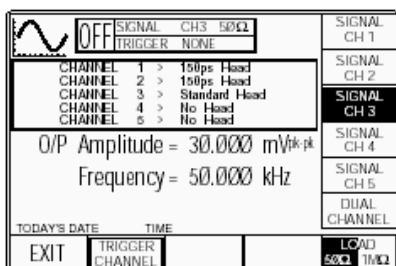 OFF
SIGNAL CH3 50Ω
TRIGGER NONE
CHANNEL 1 > 150ps Head
CHANNEL 2 > 150ps Head
CHANNEL 3 > Standard Head
CHANNEL 4 > No Head
CHANNEL 5 > No Head
O/P Amplitude = 30.000 mVpk-pk
Frequency = 50.000 kHz
TODAY'S DATE TIME
SIGNAL
CH 1
SIGNAL
CH 2
SIGNAL
CH 3
SIGNAL
CH 4
SIGNAL
CH 5
DUAL
CHANNEL
EXIT
TRIGGER
CHANNEL
LOAD
50Ω 1MΩ